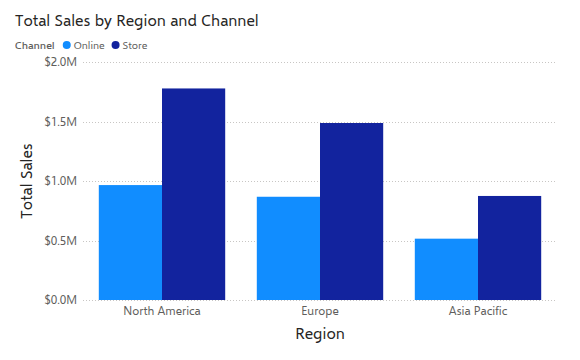 Total Sales by Region and Channel
Channel Online Store
$2.0M
$1.5M
$1.0M
$0.5M
$0.0M
Total Sales
North America Europe Asia Pacific
Region